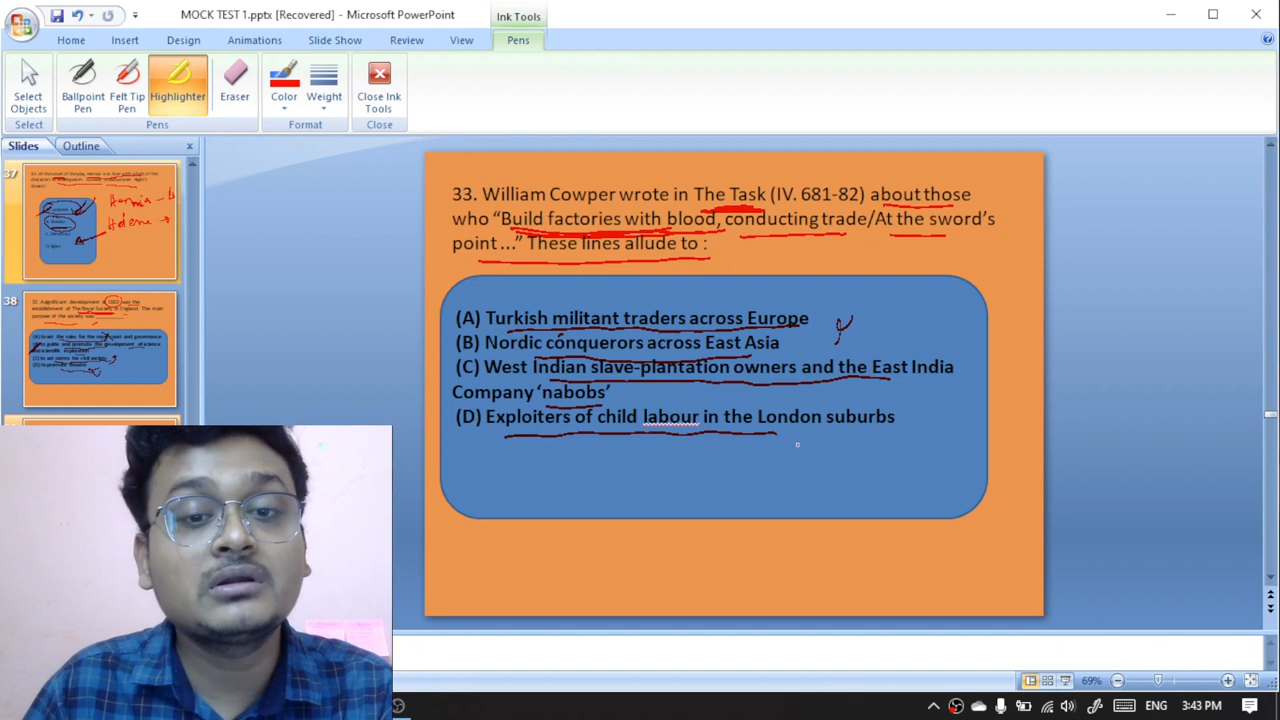 MOCK TEST 1.pptx [Recovered] - Microsoft PowerPoint
Ink Tools
Home Insert Design Animations Slide Show Review View Pens
Select Objects
Ballpoint Pen
Felt Tip Pen
Highlighter
Eraser
Color
Weight
Close Ink Tools
Select Pens Format Close
Slides Outline
37
38
33. William Cowper wrote in The Task (IV. 681-82) about those
who “Build factories with blood, conducting trade/At the sword’s
point ...” These lines allude to :
(A) Turkish militant traders across Europe
(B) Nordic conquerors across East Asia
(C) West Indian slave-plantation owners and the East India
Company ‘nabobs’
(D) Exploiters of child labour in the London suburbs
69%
ENG 3:43 PM